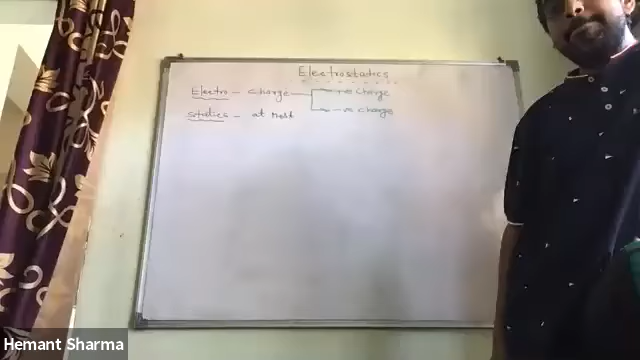 Electrostatics
Electro - charge +ve charge
-ve charge
Statics - at rest
Hemant Sharma